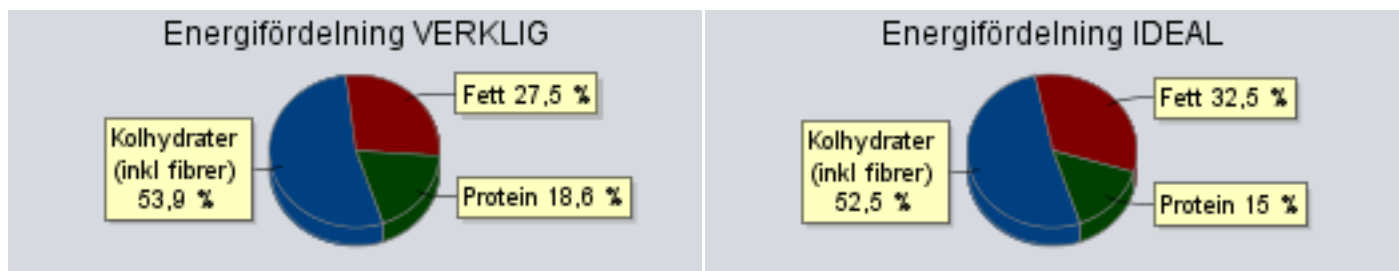 Energifördelning VERKLIG
Fett 27,5 %
Kolhydrater
(inkl fibrer)
53,9 %
Protein 18,6 %
Energifördelning IDEAL
Fett 32,5 %
Kolhydrater
(inkl fibrer)
52,5 %
Protein 15 %